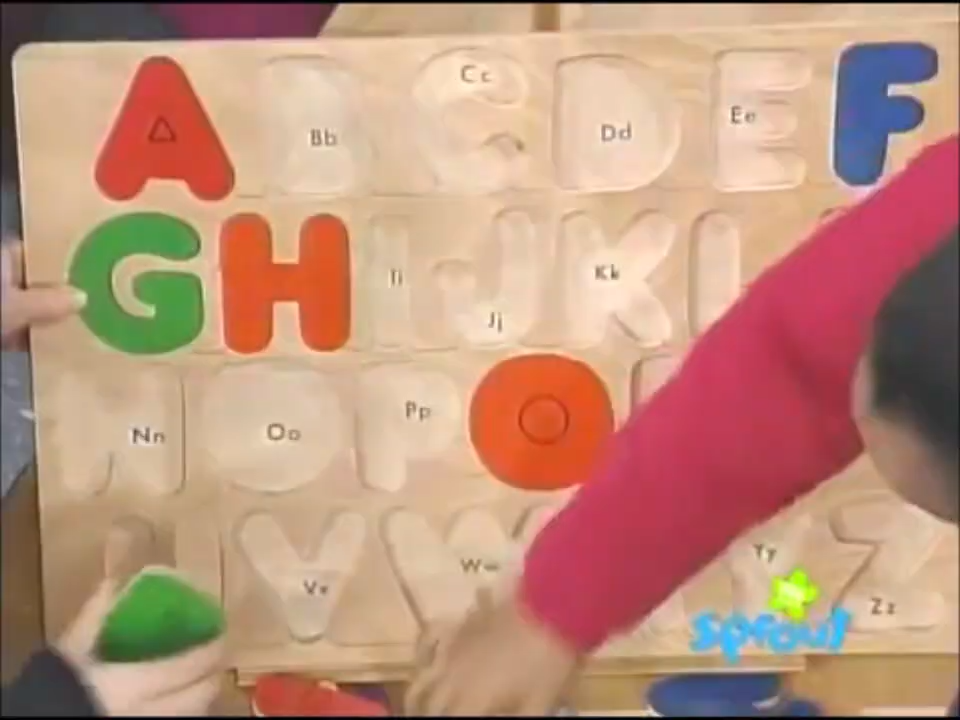 A Bb Cc Dd Ee F
G H Ii Jj Kk
Nn Oo Pp O
Vv Ww Yy Zz
sprout